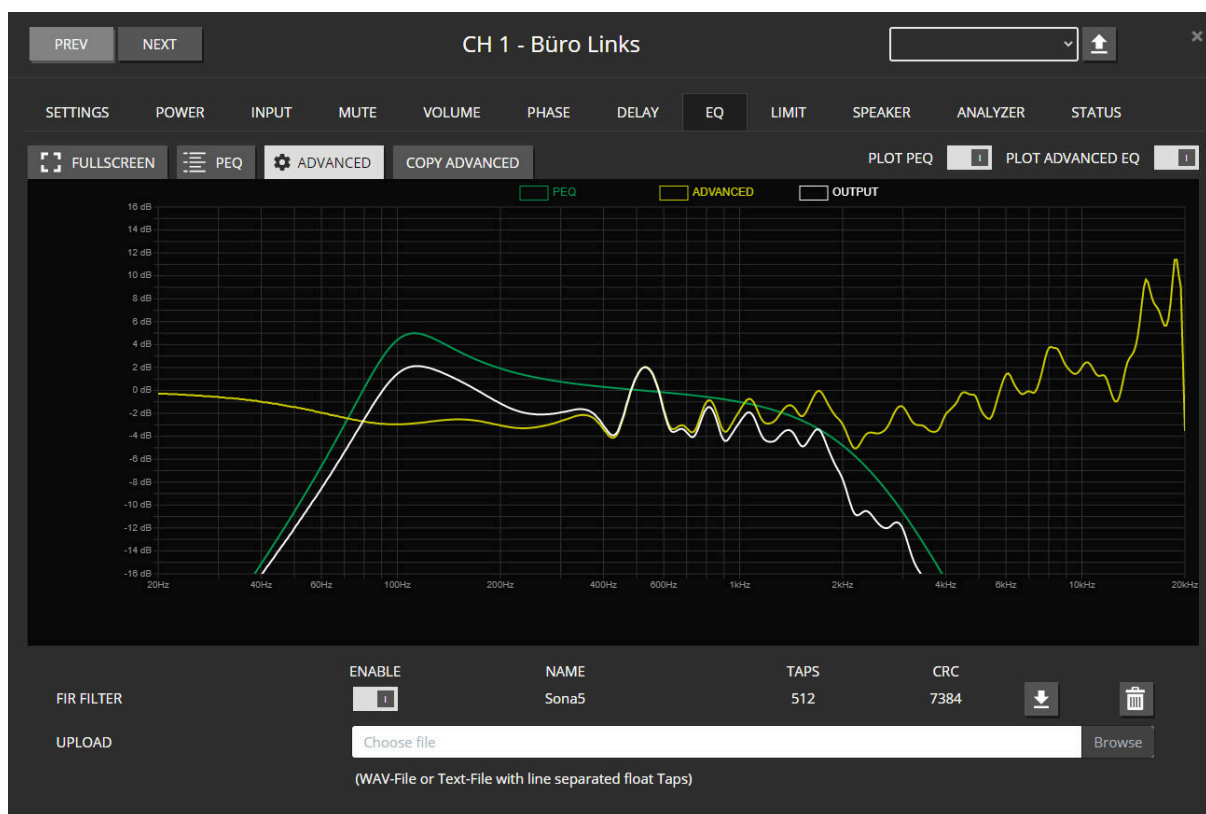 PREV NEXT CH 1 - Büro Links ×
SETTINGS POWER INPUT MUTE VOLUME PHASE DELAY EQ LIMIT SPEAKER ANALYZER STATUS
FULLSCREEN PEQ ADVANCED COPY ADVANCED PLOT PEQ I PLOT ADVANCED EQ I
PEQ ADVANCED OUTPUT
16 dB
14 dB
12 dB
10 dB
8 dB
6 dB
4 dB
2 dB
0 dB
-2 dB
-4 dB
-6 dB
-8 dB
-10 dB
-12 dB
-14 dB
-16 dB
20Hz 40Hz 60Hz 100Hz 200Hz 400Hz 600Hz 1kHz 2kHz 4kHz 6kHz 10kHz 20kHz
ENABLE NAME TAPS CRC
FIR FILTER I Sona5 512 7384
UPLOAD Choose file Browse
(WAV-File or Text-File with line separated float Taps)